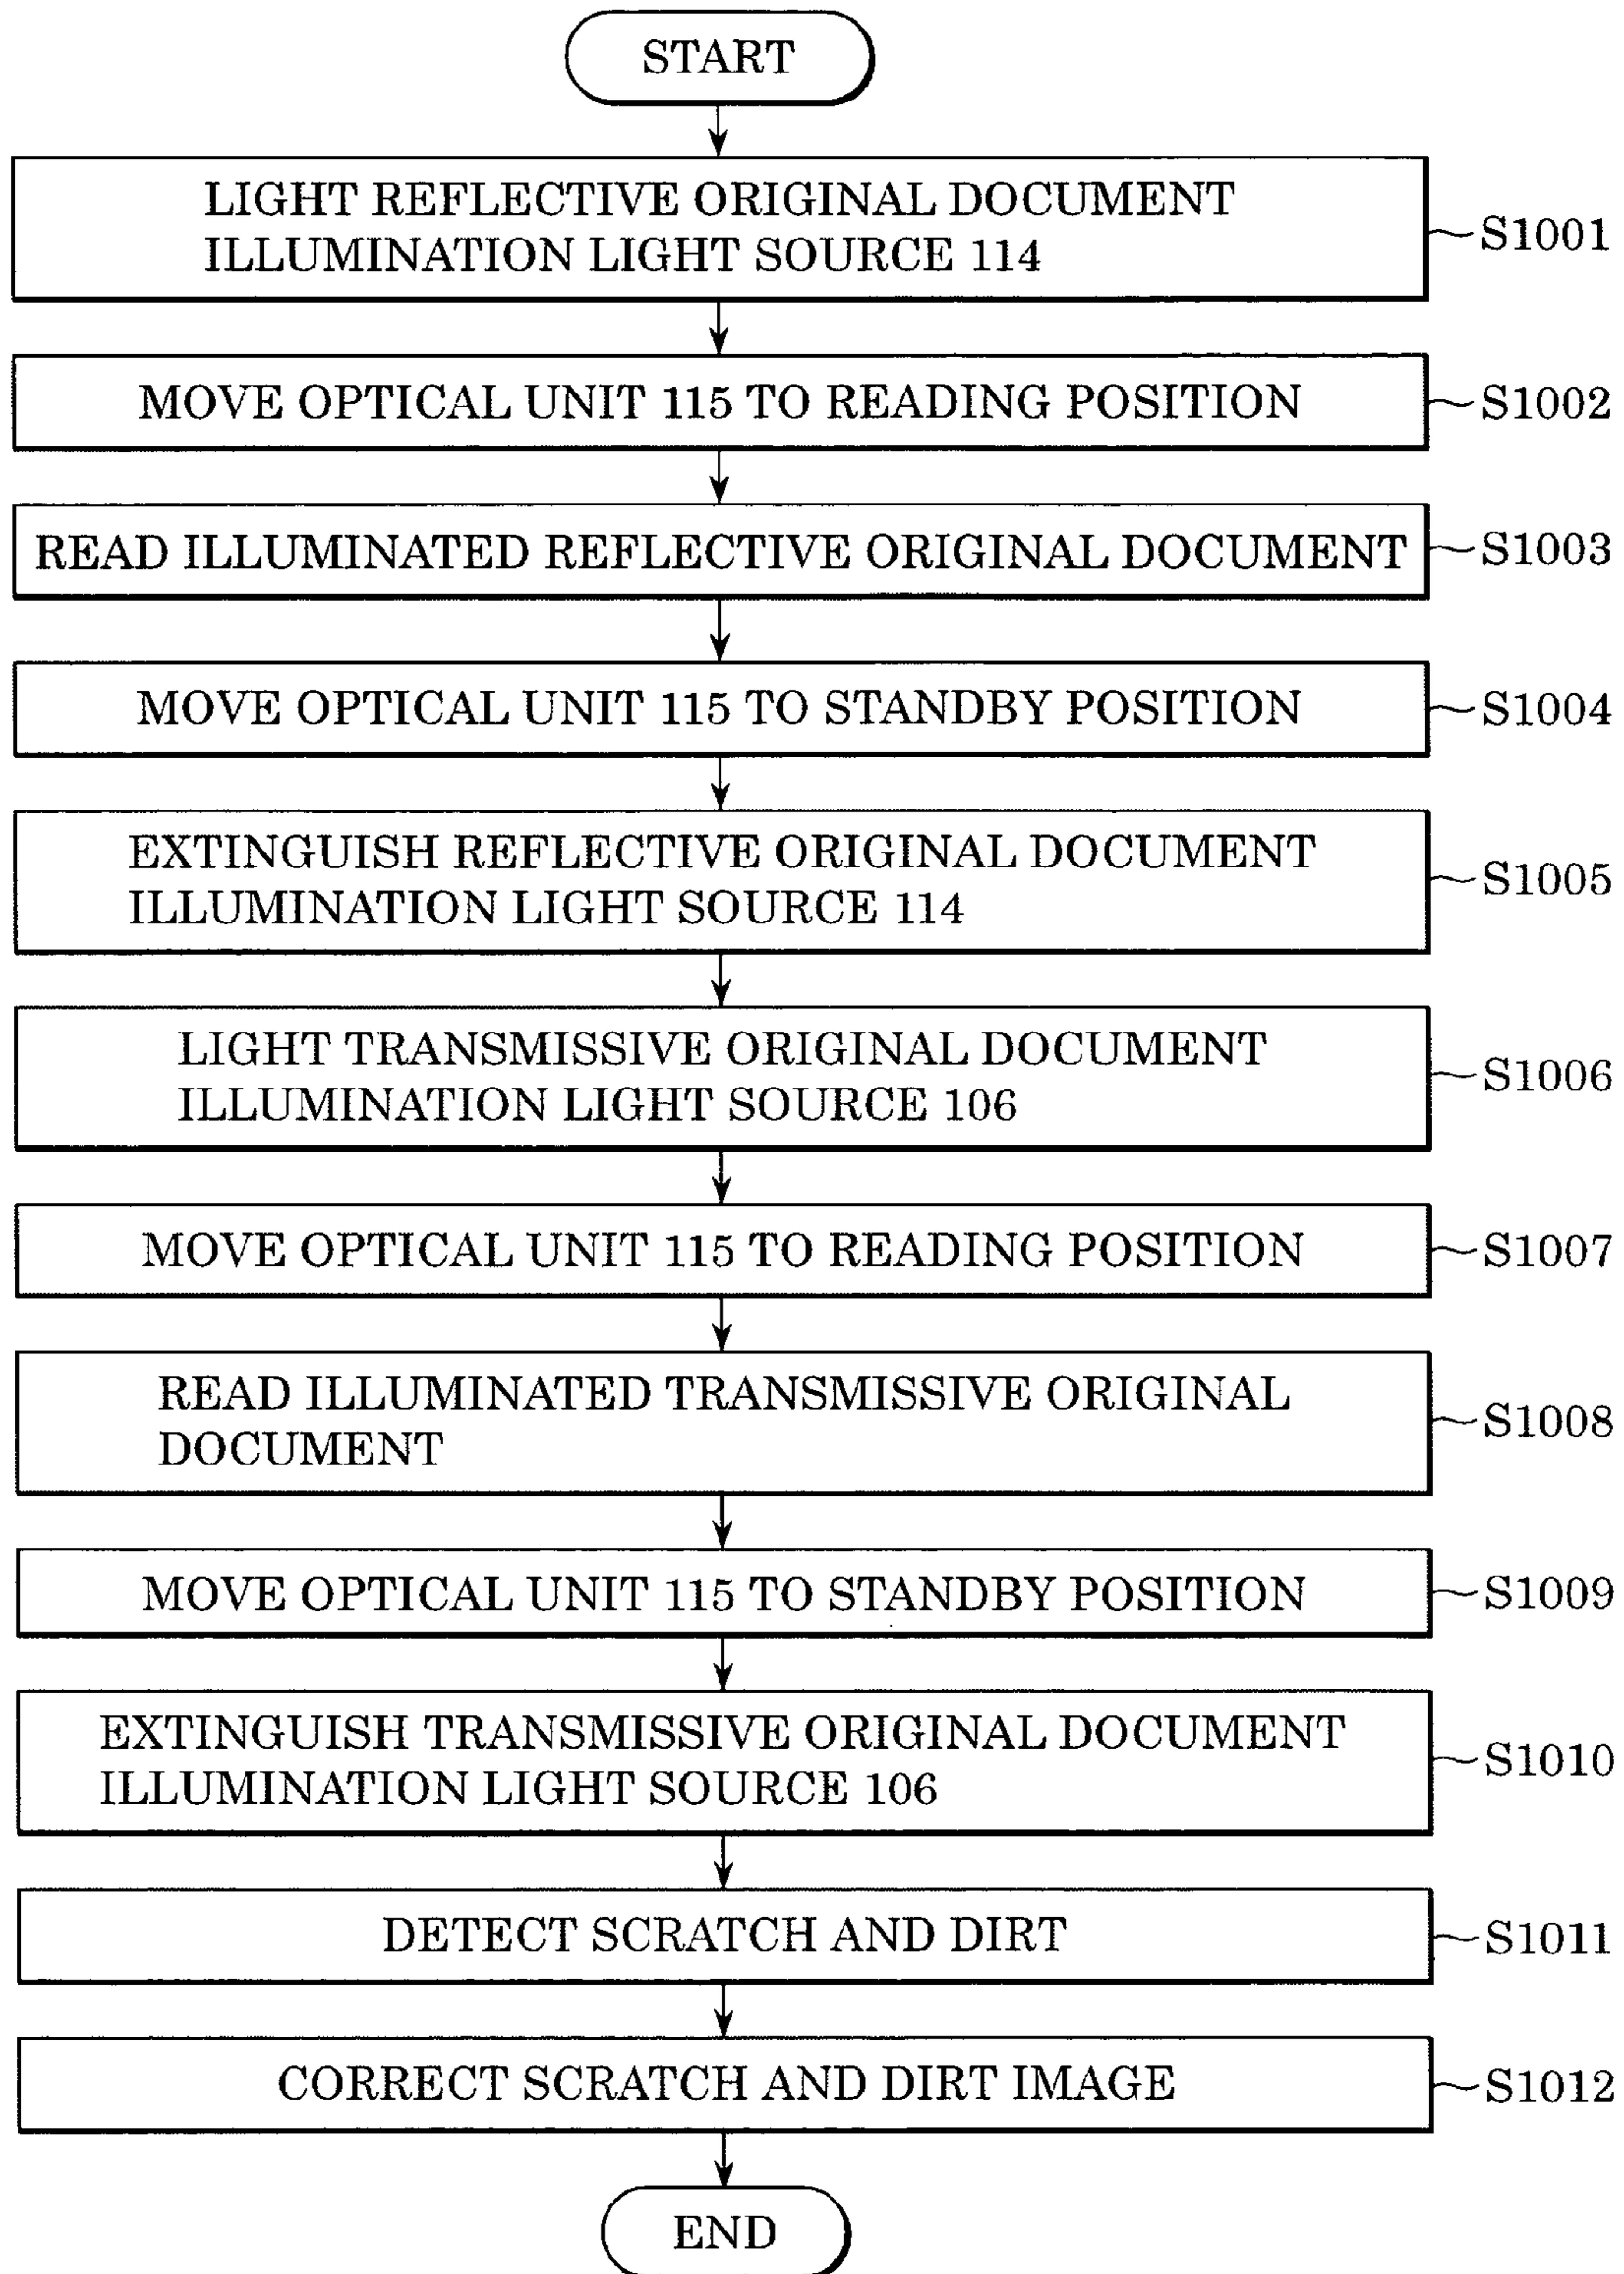 START
LIGHT REFLECTIVE ORIGINAL DOCUMENT
ILLUMINATION LIGHT SOURCE 114
S1001
MOVE OPTICAL UNIT 115 TO READING POSITION
S1002
READ ILLUMINATED REFLECTIVE ORIGINAL DOCUMENT
S1003
MOVE OPTICAL UNIT 115 TO STANDBY POSITION
S1004
EXTINGUISH REFLECTIVE ORIGINAL DOCUMENT
ILLUMINATION LIGHT SOURCE 114
S1005
LIGHT TRANSMISSIVE ORIGINAL DOCUMENT
ILLUMINATION LIGHT SOURCE 106
S1006
MOVE OPTICAL UNIT 115 TO READING POSITION
S1007
READ ILLUMINATED TRANSMISSIVE ORIGINAL
DOCUMENT
S1008
MOVE OPTICAL UNIT 115 TO STANDBY POSITION
S1009
EXTINGUISH TRANSMISSIVE ORIGINAL DOCUMENT
ILLUMINATION LIGHT SOURCE 106
S1010
DETECT SCRATCH AND DIRT
S1011
CORRECT SCRATCH AND DIRT IMAGE
S1012
END